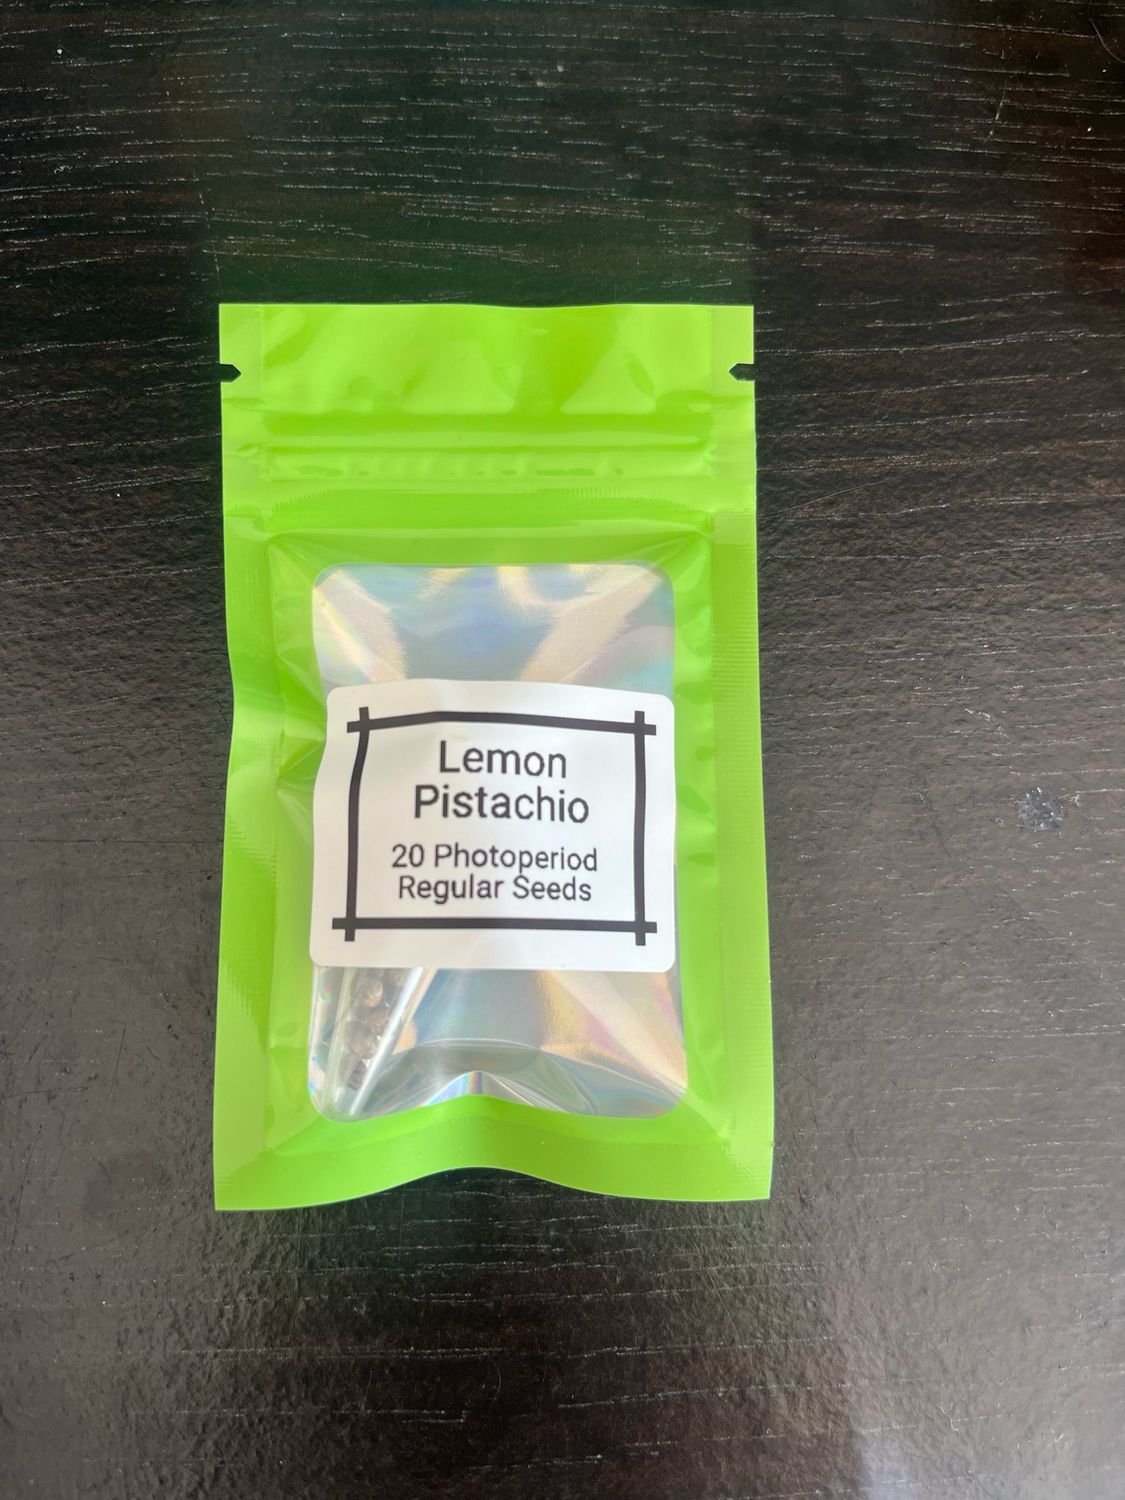 Lemon
Pistachio
20 Photoperiod
Regular Seeds